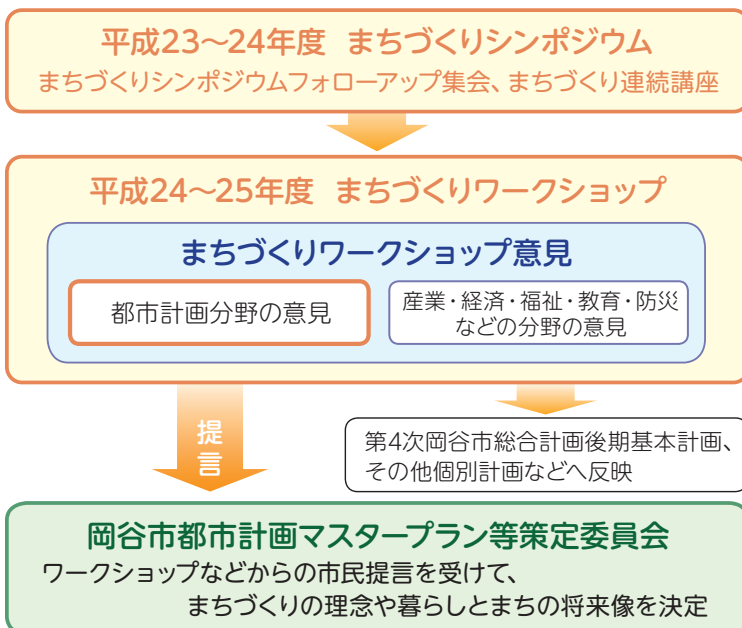 平成23～24年度 まちづくりシンポジウム
まちづくりシンポジウムフォローアップ集会、まちづくり連続講座
平成24～25年度 まちづくりワークショップ
まちづくりワークショップ意見
都市計画分野の意見
産業・経済・福祉・教育・防災
などの分野の意見
提言
第4次岡谷市総合計画後期基本計画、
その他個別計画などへ反映
岡谷市都市計画マスタープラン等策定委員会
ワークショップなどからの市民提言を受けて、
まちづくりの理念や暮らしとまちの将来像を決定